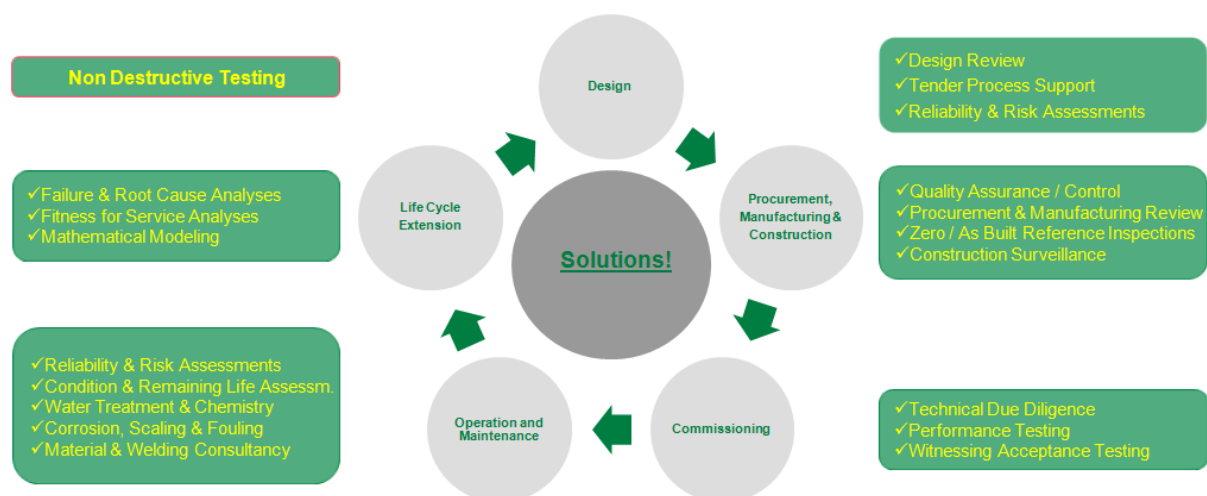 Non Destructive Testing
Design
✓Design Review
✓Tender Process Support
✓Reliability & Risk Assessments
✓Failure & Root Cause Analyses
✓Fitness for Service Analyses
✓Mathematical Modeling
Life Cycle
Extension
Solutions!
Procurement,
Manufacturing &
Construction
✓Quality Assurance / Control
✓Procurement & Manufacturing Review
✓Zero / As Built Reference Inspections
✓Construction Surveillance
✓Reliability & Risk Assessments
✓Condition & Remaining Life Assessm.
✓Water Treatment & Chemistry
✓Corrosion, Scaling & Fouling
✓Material & Welding Consultancy
Operation and
Maintenance
Commissioning
✓Technical Due Diligence
✓Performance Testing
✓Witnessing Acceptance Testing